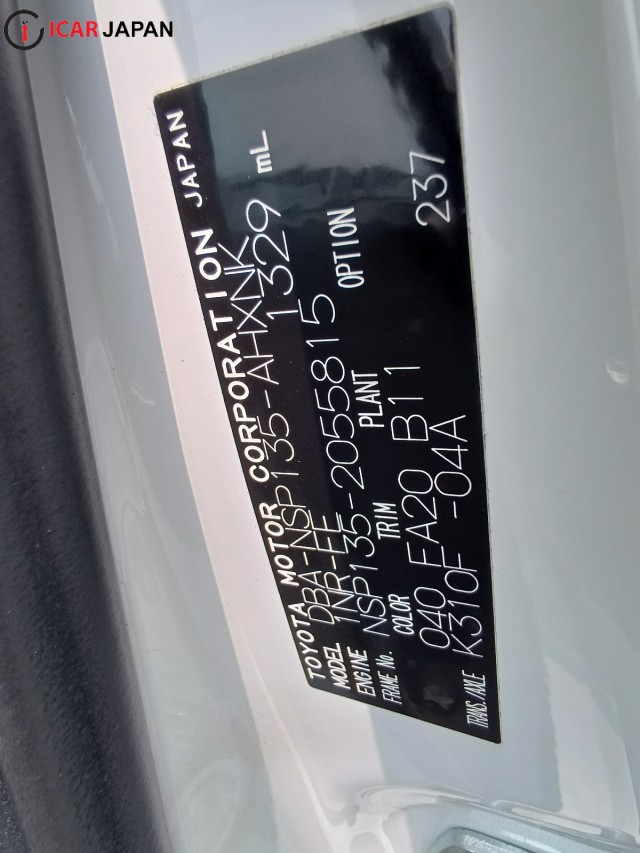 ICAR JAPAN
TOYOTA MOTOR CORPORATION JAPAN
MODEL DBA-NSP135-AHXNK
ENGINE 1NR-FE 1329 mL
FRAME No. NSP135-2055815
COLOR TRIM PLANT OPTION
040 FA20 B11 237
TRANS./AXLE K310F -04A